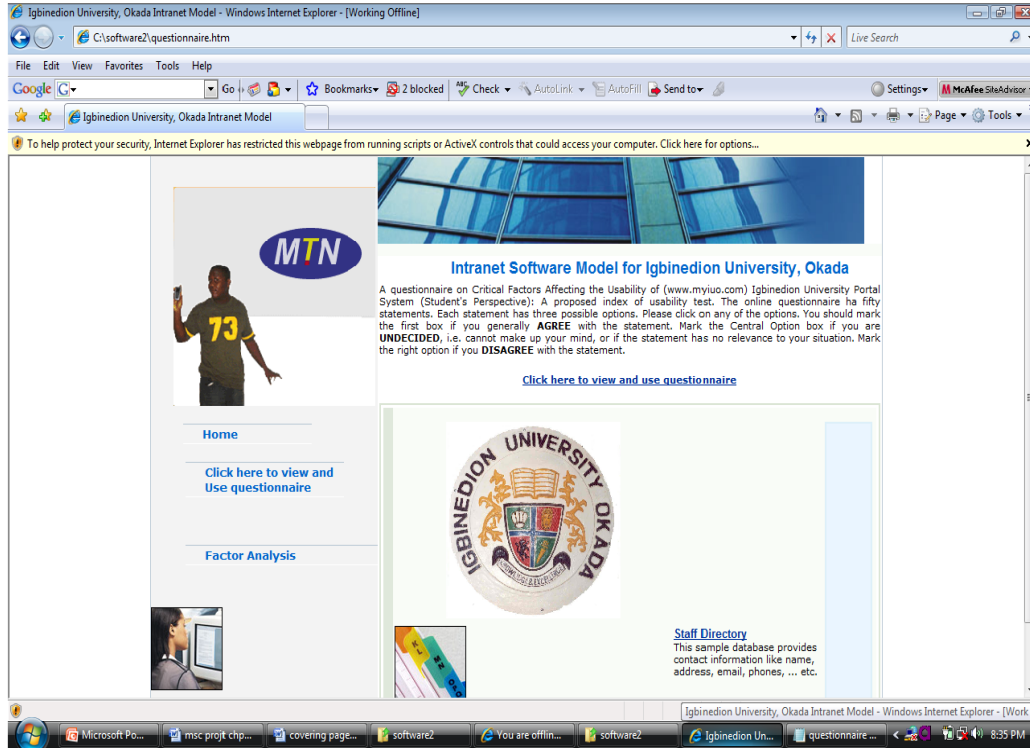 Igbinedion University, Okada Intranet Model - Windows Internet Explorer - [Working Offline]
C:\software2\questionnaire.htm
Live Search
File Edit View Favorites Tools Help
Google G Go Bookmarks 2 blocked ABC Check AutoLink AutoFill Send to Settings McAfee SiteAdvisor
Igbinedion University, Okada Intranet Model
Page Tools
To help protect your security, Internet Explorer has restricted this webpage from running scripts or ActiveX controls that could access your computer. Click here for options...
MTN
73
Intranet Software Model for Igbinedion University, Okada
A questionnaire on Critical Factors Affecting the Usability of (www.myiuo.com) Igbinedion University Portal
System (Student's Perspective): A proposed index of usability test. The online questionnaire ha fifty
statements. Each statement has three possible options. Please click on any of the options. You should mark
the first box if you generally AGREE with the statement. Mark the Central Option box if you are
UNDECIDED, i.e. cannot make up your mind, or if the statement has no relevance to your situation. Mark
the right option if you DISAGREE with the statement.
Click here to view and use questionnaire
Home
Click here to view and
Use questionnaire
Factor Analysis
IGBINEDION UNIVERSITY OKADA
KL
MN
Staff Directory
This sample database provides
contact information like name,
address, email, phones, ... etc.
Igbinedion University, Okada Intranet Model - Windows Internet Explorer - [Work
Microsoft Po...
msc projt chp...
covering page...
software2
You are offlin...
software2
Igbinedion Un...
questionnaire ...
8:35 PM